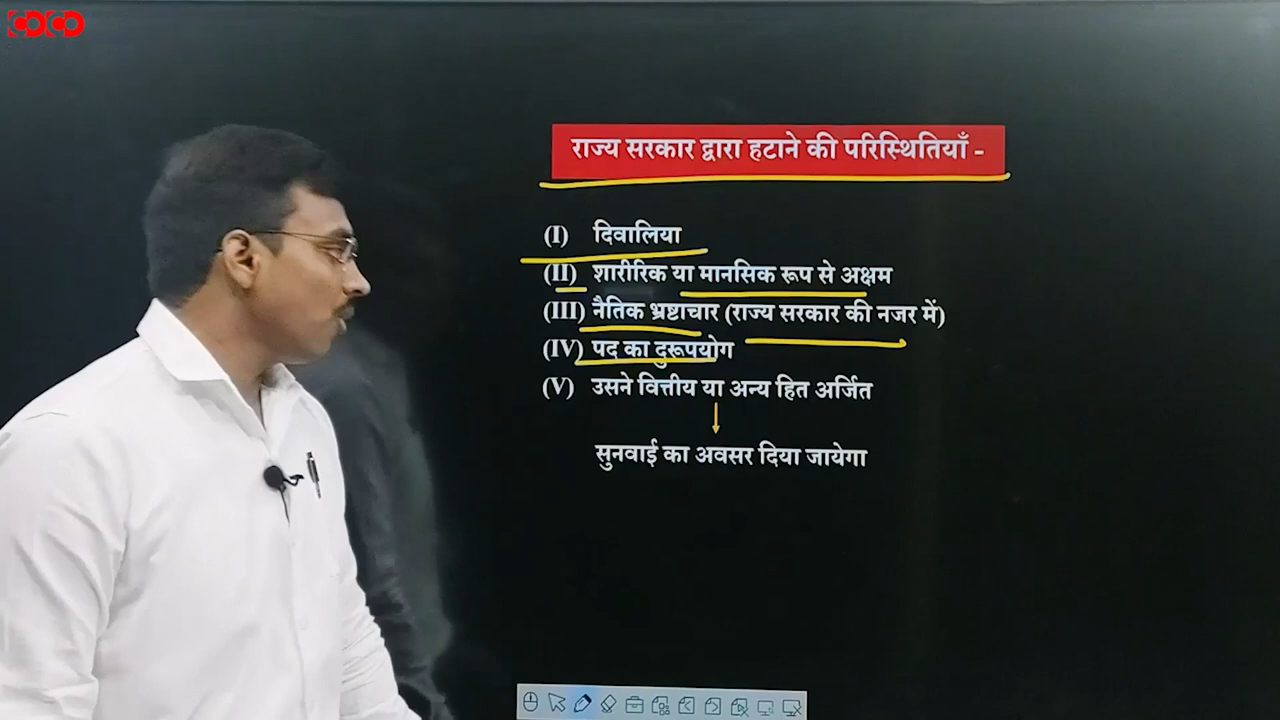 COCO
राज्य सरकार द्वारा हटाने की परिस्थितियाँ -
(I) दिवालिया
(II) शारीरिक या मानसिक रूप से अक्षम
(III) नैतिक भ्रष्टाचार (राज्य सरकार की नजर में)
(IV) पद का दुरूपयोग
(V) उसने वित्तीय या अन्य हित अर्जित
सुनवाई का अवसर दिया जायेगा